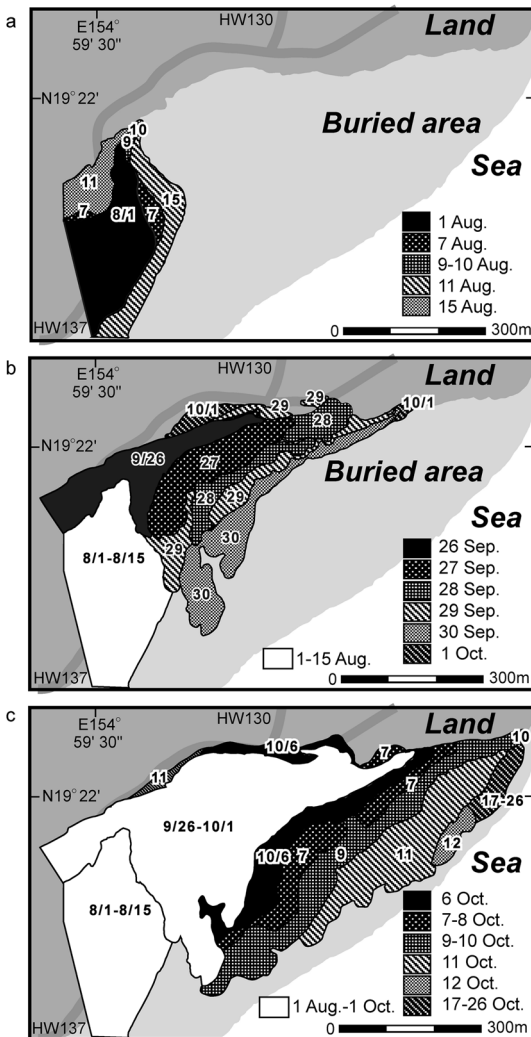 a
E154°
59' 30"
HW130
Land
N19° 22'
Buried area
Sea
10
9
11
7
8/1
7
15
1 Aug.
7 Aug.
9-10 Aug.
11 Aug.
15 Aug.
HW137
0 300m
b
E154°
59' 30"
HW130
Land
N19° 22'
10/1
29
29
28
10/1
9/26
27
Buried area
28
29
Sea
8/1-8/15
29
30
30
26 Sep.
27 Sep.
28 Sep.
29 Sep.
30 Sep.
1 Oct.
1-15 Aug.
HW137
0 300m
c
E154°
59' 30"
HW130
Land
10/6
7
10
11
7
N19° 22'
17-26
9/26-10/1
10/6
7
9
11
12
Sea
8/1-8/15
6 Oct.
7-8 Oct.
9-10 Oct.
11 Oct.
12 Oct.
17-26 Oct.
1 Aug.-1 Oct.
HW137
0 300m